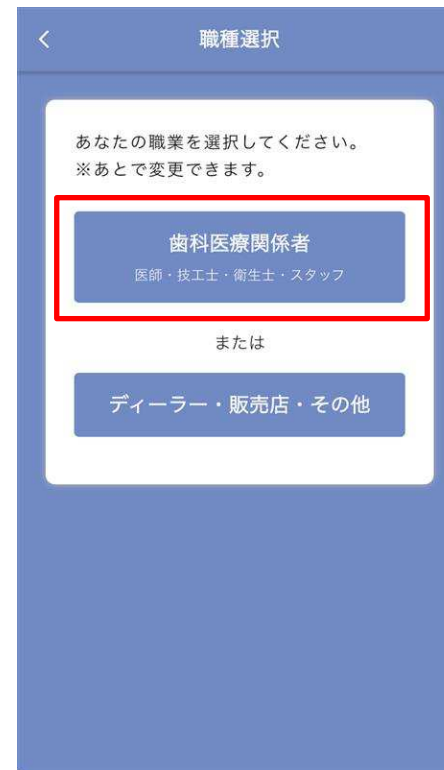 職種選択
あなたの職業を選択してください。
※あとで変更できます。
歯科医療関係者
医師・技工士・衛生士・スタッフ
または
ディーラー・販売店・その他